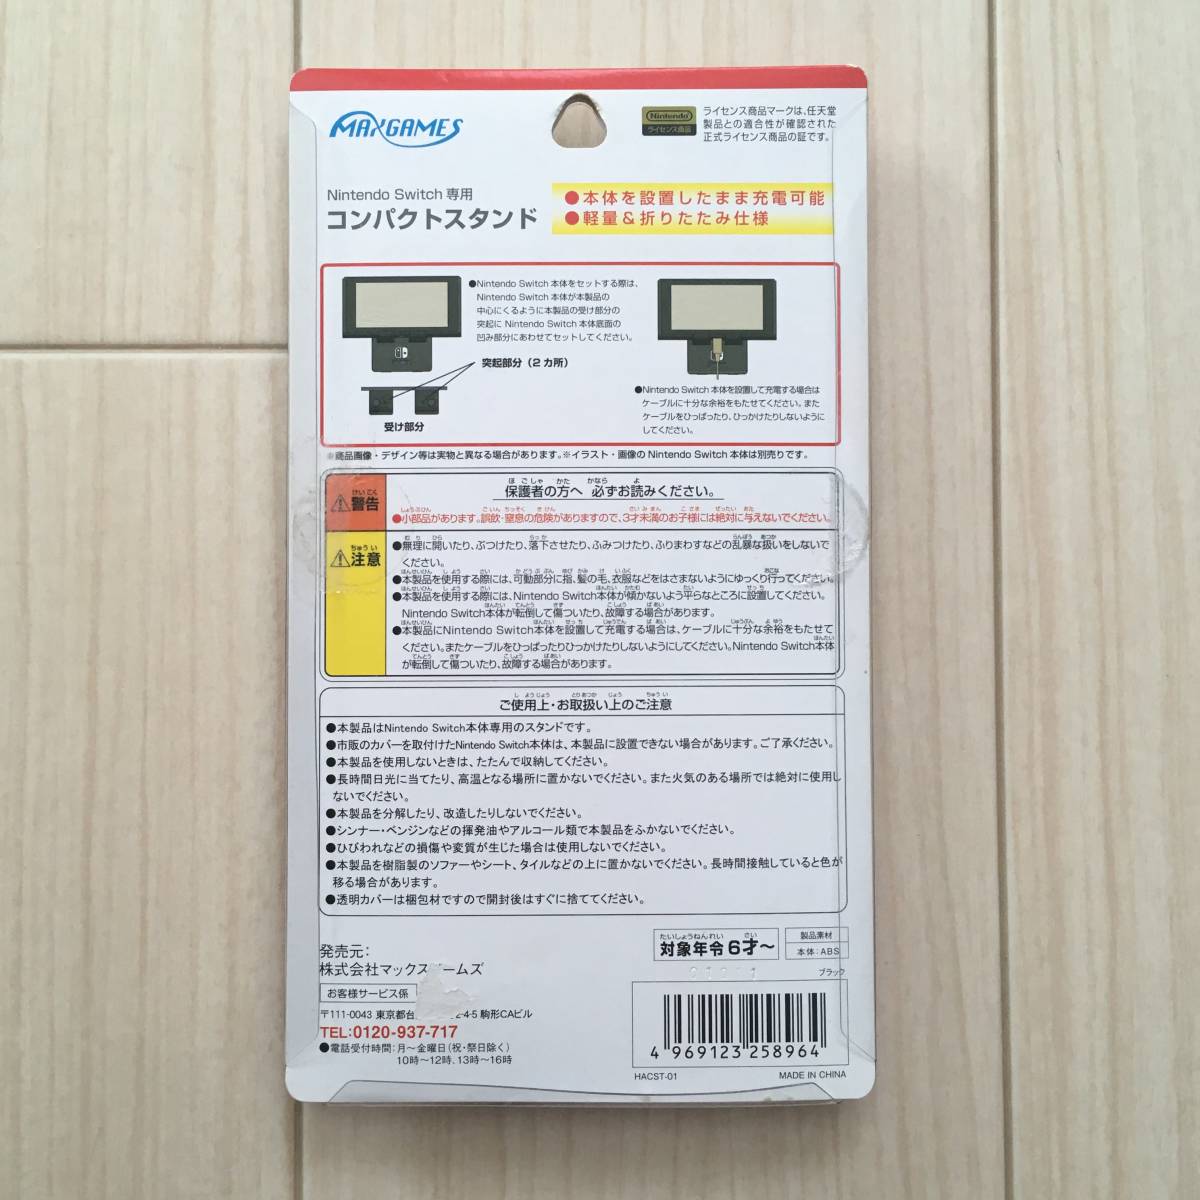 MAXGAMES
Nintendo
ライセンス商品
ライセンス商品マークは、任天堂
製品との適合性が確認された
正式ライセンス商品の証です。
Nintendo Switch 専用
コンパクトスタンド
●本体を設置したまま充電可能
●軽量&折りたたみ仕様
●Nintendo Switch 本体をセットする際は、
Nintendo Switch 本体が本製品の
中心にくるように本製品の受け部分の
突起に Nintendo Switch 本体底面の
凹み部分にあわせてセットしてください。
突起部分（2カ所）
受け部分
●Nintendo Switch 本体を設置して充電する場合は
ケーブルに十分な余裕をもたせてください。また
ケーブルをひっぱったり、ひっかけたりしないように
してください。
※商品画像・デザイン等は実物と異なる場合があります。※イラスト・画像の Nintendo Switch 本体は別売りです。
警告
保護者の方へ 必ずお読みください。
●小部品があります。誤飲・窒息の危険がありますので、3才未満のお子様には絶対に与えないでください。
注意
●無理に開いたり、ぶつけたり、落下させたり、ふみつけたり、ふりまわすなどの乱暴な扱いをしないで
ください。
●本製品を使用する際には、可動部分に指、髪の毛、衣服などをはさまないようにゆっくり行ってください。
●本製品を使用する際には、Nintendo Switch本体が傾かないよう平らなところに設置してください。
Nintendo Switch本体が転倒して傷ついたり、故障する場合があります。
●本製品にNintendo Switch本体を設置して充電する場合は、ケーブルに十分な余裕をもたせて
ください。またケーブルをひっぱったりひっかけたりしないようにしてください。Nintendo Switch本体
が転倒して傷ついたり、故障する場合があります。
ご使用上・お取扱い上のご注意
●本製品はNintendo Switch本体専用のスタンドです。
●市販のカバーを取付けたNintendo Switch本体は、本製品に設置できない場合があります。ご了承ください。
●本製品を使用しないときは、たたんで収納してください。
●長時間日光に当てたり、高温となる場所に置かないでください。また火気のある場所では絶対に使用し
ないでください。
●本製品を分解したり、改造したりしないでください。
●シンナー・ベンジンなどの揮発油やアルコール類で本製品をふかないでください。
●ひびわれなどの損傷や変質が生じた場合は使用しないでください。
●本製品を樹脂製のソファーやシート、タイルなどの上に置かないでください。長時間接触していると色が
移る場合があります。
●透明カバーは梱包材ですので開封後はすぐに捨ててください。
発売元：
株式会社マックス ームズ
お客様サービス係
〒111-0043 東京都台 2-4-5 駒形CAビル
TEL:0120-937-717
●電話受付時間：月～金曜日（祝・祭日除く）
10時～12時、13時～16時
対象年令 6才～
製品素材
本体：ABS
ブラック
4 969123 258964
HACST-01
MADE IN CHINA